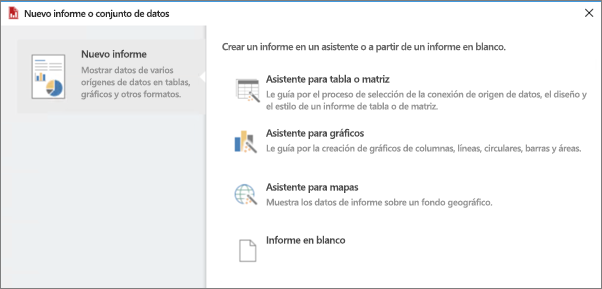 Nuevo informe o conjunto de datos
Nuevo informe
Mostrar datos de varios
orígenes de datos en tablas,
gráficos y otros formatos.
Crear un informe en un asistente o a partir de un informe en blanco.
Asistente para tabla o matriz
Le guía por el proceso de selección de la conexión de origen de datos, el diseño y
el estilo de un informe de tabla o de matriz.
Asistente para gráficos
Le guía por la creación de gráficos de columnas, líneas, circulares, barras y áreas.
Asistente para mapas
Muestra los datos de informe sobre un fondo geográfico.
Informe en blanco